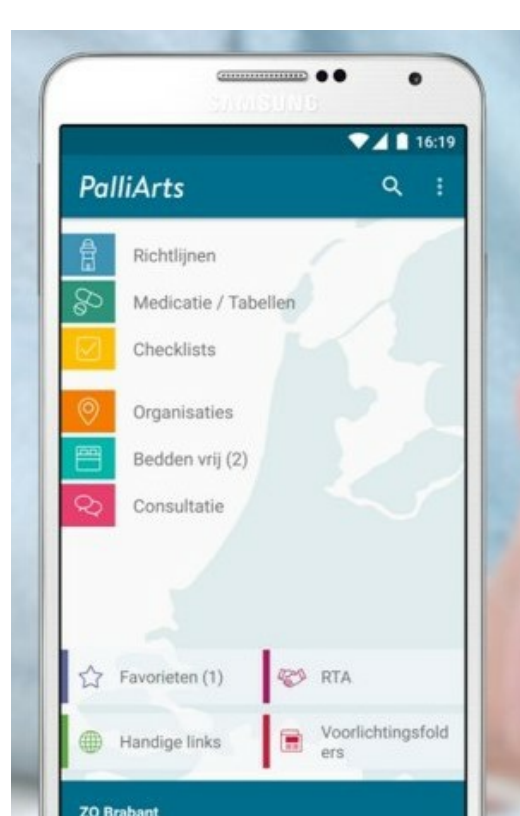 SAMSUNG
16:19
PalliArts
Richtlijnen
Medicatie / Tabellen
Checklists
Organisaties
Bedden vrij (2)
Consultatie
Favorieten (1)
RTA
Handige links
Voorlichtingsfold
ers
ZO Brabant